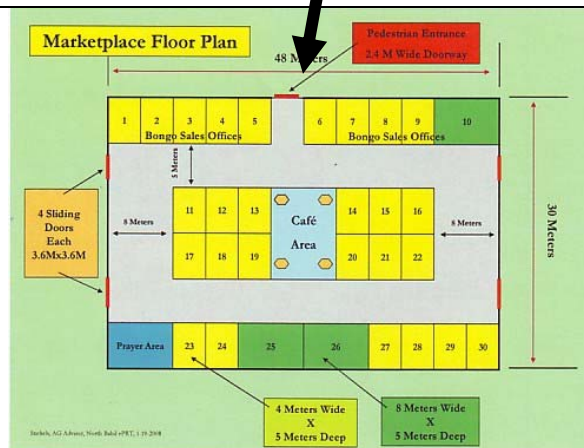 Marketplace Floor Plan
Pedestrian Entrance
2.4 M Wide Doorway
48 Meters
1 2 3 4 5 6 7 8 9 10
Bongo Sales Offices Bongo Sales Offices
5 Meters
4 Sliding
Doors
Each
3.6Mx3.6M
8 Meters
11 12 13
Café
Area
14 15 16
8 Meters
30 Meters
17 18 19
20 21 22
Prayer Area 23 24 25 26 27 28 29 30
4 Meters Wide
X
5 Meters Deep
8 Meters Wide
X
5 Meters Deep